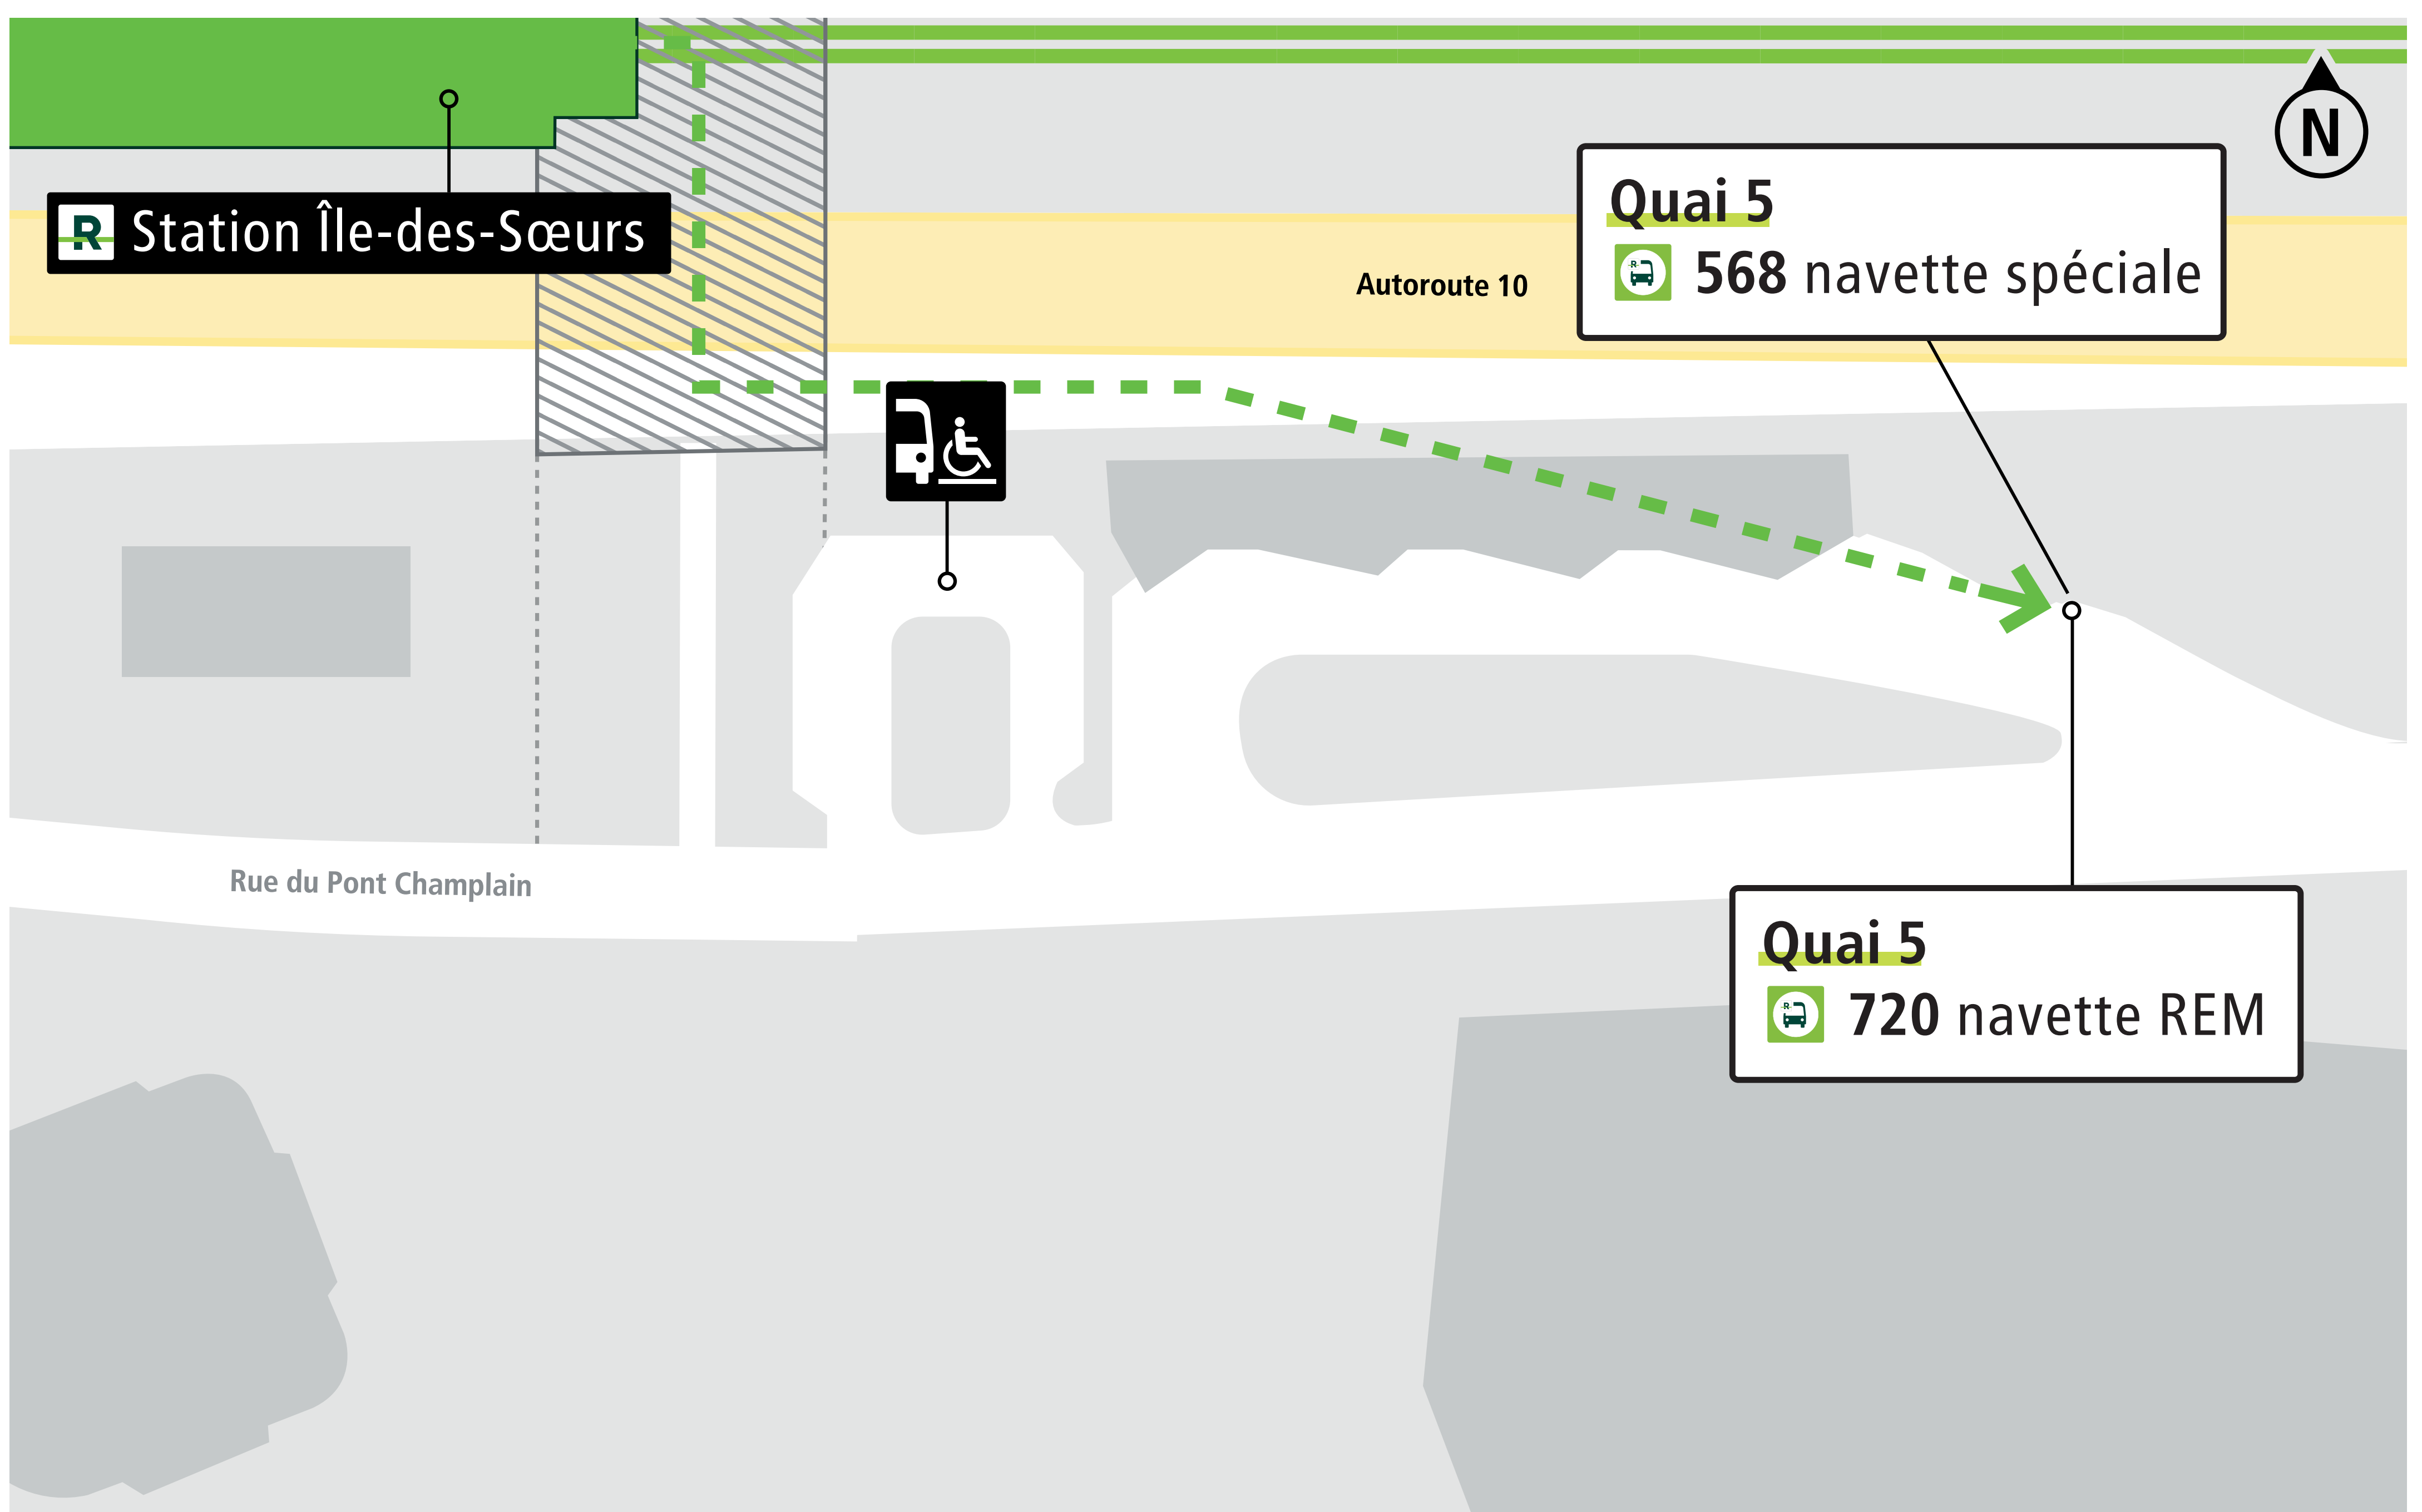 N
Quai 5
568 navette spéciale
R Station Île-des-Sœurs
Autoroute 10
Rue du Pont Champlain
Quai 5
720 navette REM